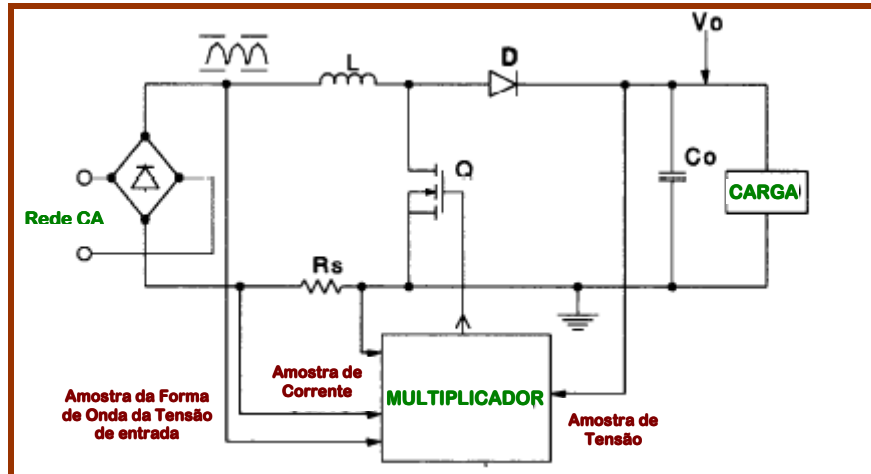 Vo
L
D
Q
Co
CARGA
Rede CA
Rs
Amostra de
Corrente
MULTIPLICADOR
Amostra da Forma
de Onda da Tensão
de entrada
Amostra de
Tensão